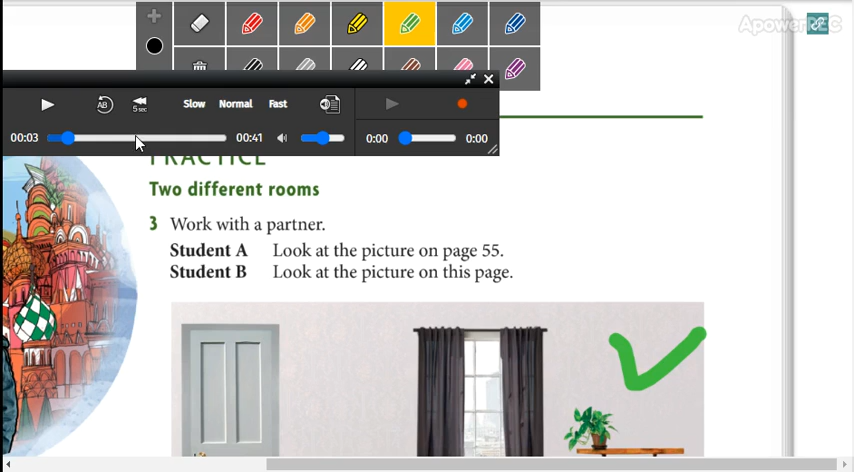 ApowerREC
AB
5 sec
Slow Normal Fast
00:03 00:41 0:00 0:00
PRACTICE
Two different rooms
3 Work with a partner.
Student A Look at the picture on page 55.
Student B Look at the picture on this page.